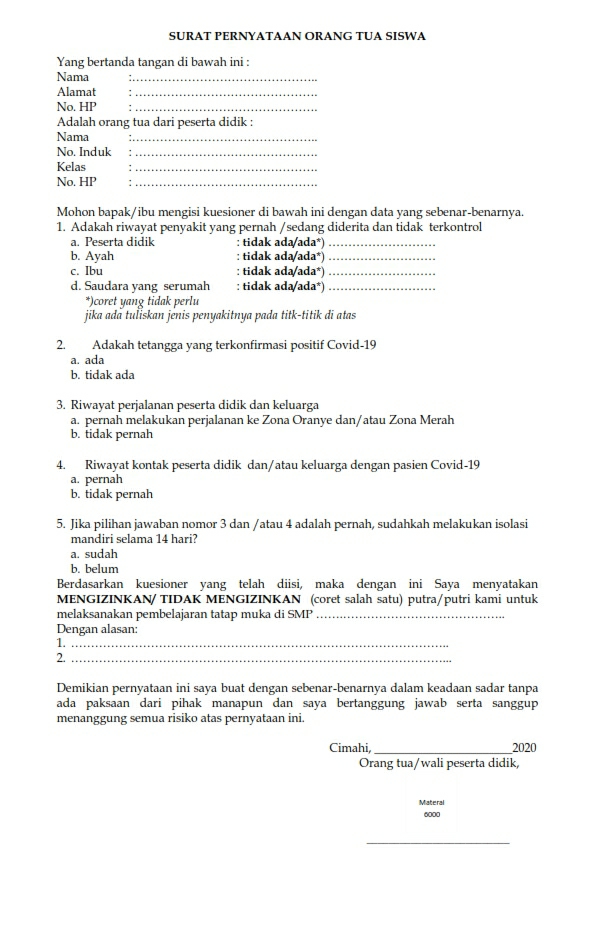 SURAT PERNYATAAN ORANG TUA SISWA
Yang bertanda tangan di bawah ini :
Nama :……………………………………..
Alamat : …………………………………….
No. HP : …………………………………….
Adalah orang tua dari peserta didik :
Nama :……………………………………..
No. Induk : …………………………………….
Kelas : …………………………………….
No. HP : …………………………………….
Mohon bapak/ibu mengisi kuesioner di bawah ini dengan data yang sebenar-benarnya.
1. Adakah riwayat penyakit yang pernah /sedang diderita dan tidak terkontrol
a. Peserta didik : tidak ada/ada*) ………………………
b. Ayah : tidak ada/ada*) ………………………
c. Ibu : tidak ada/ada*) ………………………
d. Saudara yang serumah : tidak ada/ada*) ………………………
*)coret yang tidak perlu
jika ada tuliskan jenis penyakitnya pada titk-titik di atas
2. Adakah tetangga yang terkonfirmasi positif Covid-19
a. ada
b. tidak ada
3. Riwayat perjalanan peserta didik dan keluarga
a. pernah melakukan perjalanan ke Zona Oranye dan/atau Zona Merah
b. tidak pernah
4. Riwayat kontak peserta didik dan/atau keluarga dengan pasien Covid-19
a. pernah
b. tidak pernah
5. Jika pilihan jawaban nomor 3 dan /atau 4 adalah pernah, sudahkah melakukan isolasi
mandiri selama 14 hari?
a. sudah
b. belum
Berdasarkan kuesioner yang telah diisi, maka dengan ini Saya menyatakan
MENGIZINKAN/ TIDAK MENGIZINKAN (coret salah satu) putra/putri kami untuk
melaksanakan pembelajaran tatap muka di SMP ………………………………………..
Dengan alasan:
1. …………………………………………………………………………………..
2. …………………………………………………………………………………...
Demikian pernyataan ini saya buat dengan sebenar-benarnya dalam keadaan sadar tanpa
ada paksaan dari pihak manapun dan saya bertanggung jawab serta sanggup
menanggung semua risiko atas pernyataan ini.
Cimahi, ______________________2020
Orang tua/wali peserta didik,
Materai
6000
_______________________